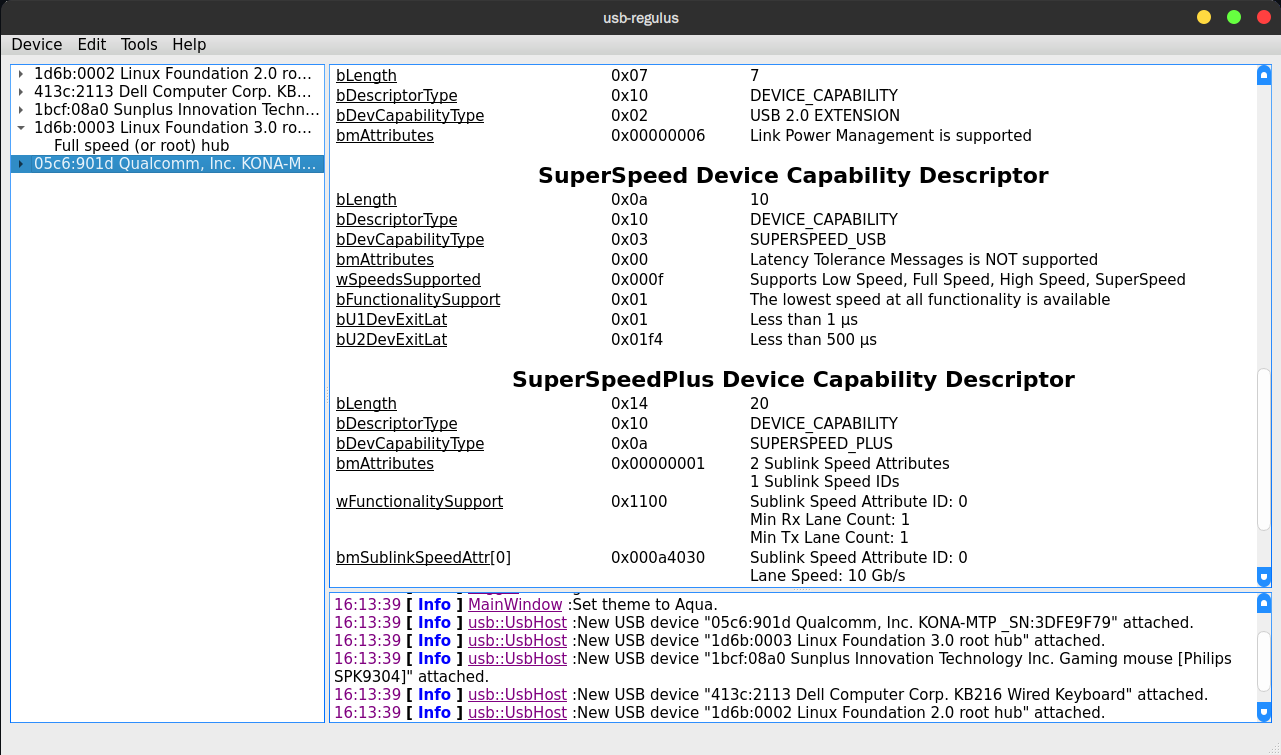 usb-regulus
Device Edit Tools Help
1d6b:0002 Linux Foundation 2.0 ro...
413c:2113 Dell Computer Corp. KB...
1bcf:08a0 Sunplus Innovation Techn...
1d6b:0003 Linux Foundation 3.0 ro...
Full speed (or root) hub
05c6:901d Qualcomm, Inc. KONA-M...
bLength 0x07 7
bDescriptorType 0x10 DEVICE_CAPABILITY
bDevCapabilityType 0x02 USB 2.0 EXTENSION
bmAttributes 0x00000006 Link Power Management is supported
SuperSpeed Device Capability Descriptor
bLength 0x0a 10
bDescriptorType 0x10 DEVICE_CAPABILITY
bDevCapabilityType 0x03 SUPERSPEED_USB
bmAttributes 0x00 Latency Tolerance Messages is NOT supported
wSpeedsSupported 0x000f Supports Low Speed, Full Speed, High Speed, SuperSpeed
bFunctionalitySupport 0x01 The lowest speed at all functionality is available
bU1DevExitLat 0x01 Less than 1 µs
bU2DevExitLat 0x01f4 Less than 500 µs
SuperSpeedPlus Device Capability Descriptor
bLength 0x14 20
bDescriptorType 0x10 DEVICE_CAPABILITY
bDevCapabilityType 0x0a SUPERSPEED_PLUS
bmAttributes 0x00000001 2 Sublink Speed Attributes
1 Sublink Speed IDs
wFunctionalitySupport 0x1100 Sublink Speed Attribute ID: 0
Min Rx Lane Count: 1
Min Tx Lane Count: 1
bmSublinkSpeedAttr[0] 0x000a4030 Sublink Speed Attribute ID: 0
Lane Speed: 10 Gb/s
16:13:39 [ Info ] MainWindow :Set theme to Aqua.
16:13:39 [ Info ] usb::UsbHost :New USB device "05c6:901d Qualcomm, Inc. KONA-MTP _SN:3DFE9F79" attached.
16:13:39 [ Info ] usb::UsbHost :New USB device "1d6b:0003 Linux Foundation 3.0 root hub" attached.
16:13:39 [ Info ] usb::UsbHost :New USB device "1bcf:08a0 Sunplus Innovation Technology Inc. Gaming mouse [Philips
SPK9304]" attached.
16:13:39 [ Info ] usb::UsbHost :New USB device "413c:2113 Dell Computer Corp. KB216 Wired Keyboard" attached.
16:13:39 [ Info ] usb::UsbHost :New USB device "1d6b:0002 Linux Foundation 2.0 root hub" attached.